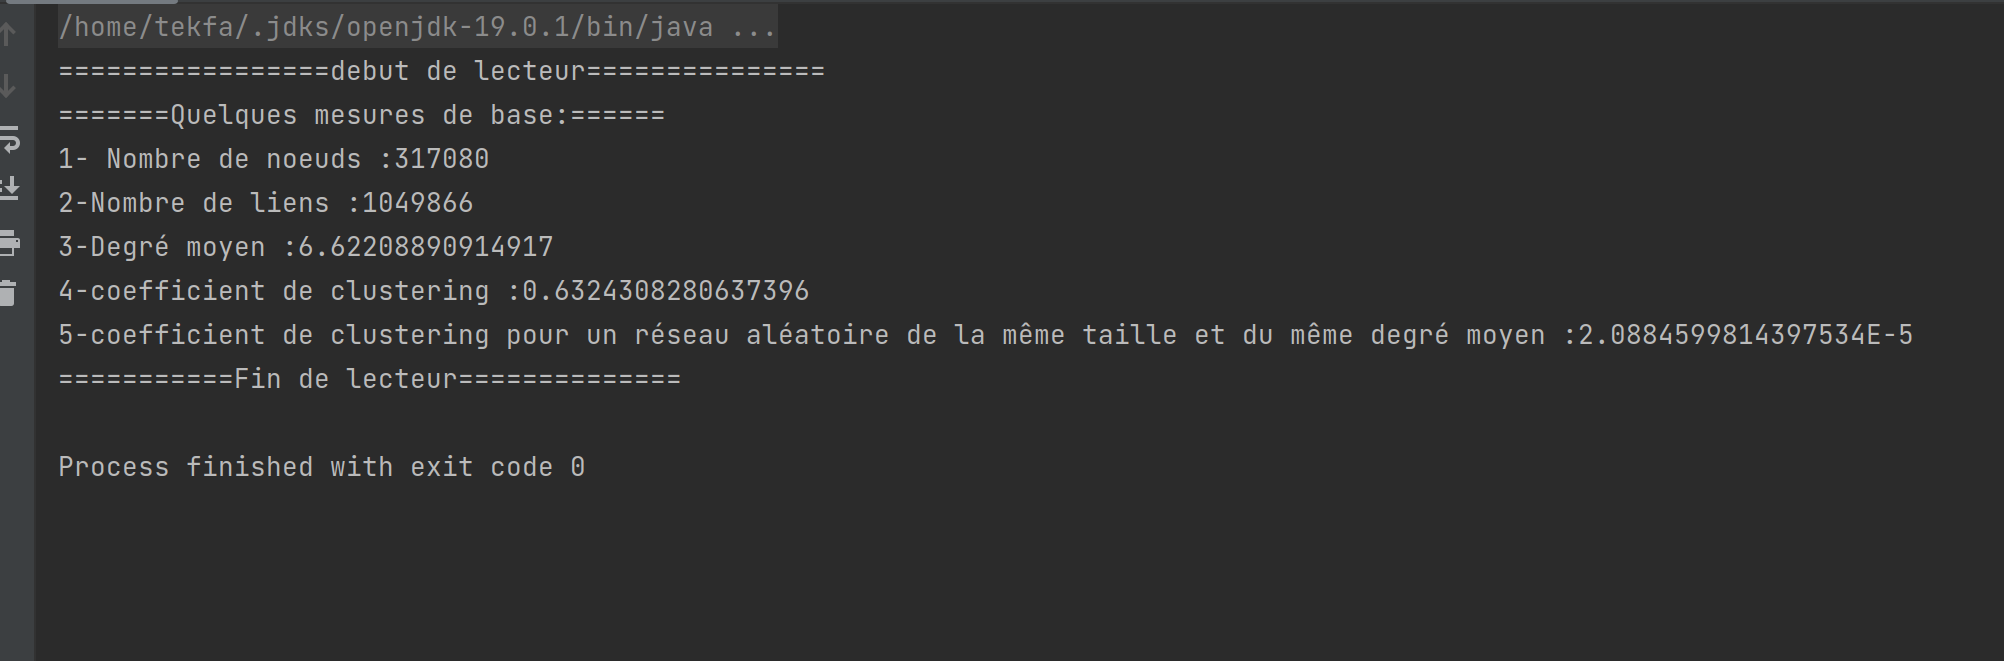 /home/tekfa/.jdks/openjdk-19.0.1/bin/java ...
=================debut de lecteur===============
=======Quelques mesures de base:======
1- Nombre de noeuds :317080
2-Nombre de liens :1049866
3-Degré moyen :6.62208890914917
4-coefficient de clustering :0.6324308280637396
5-coefficient de clustering pour un réseau aléatoire de la même taille et du même degré moyen :2.0884599814397534E-5
===========Fin de lecteur==============
Process finished with exit code 0